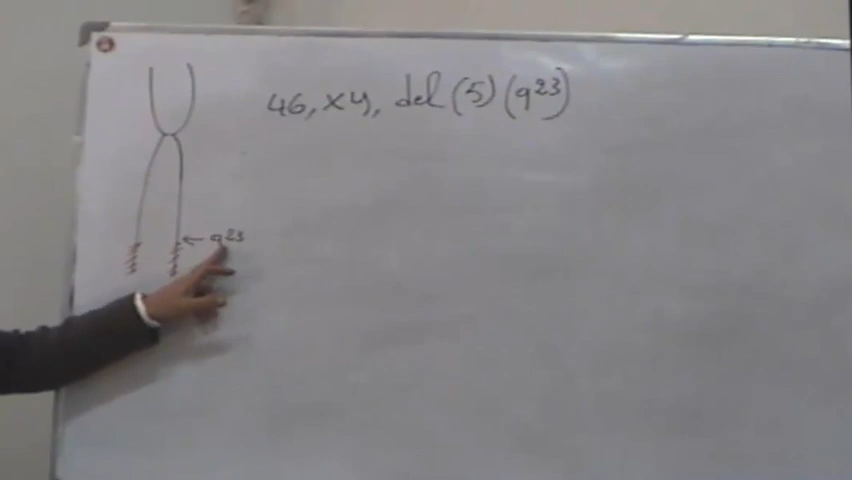 46, XY, del (5) (q23)
← q23